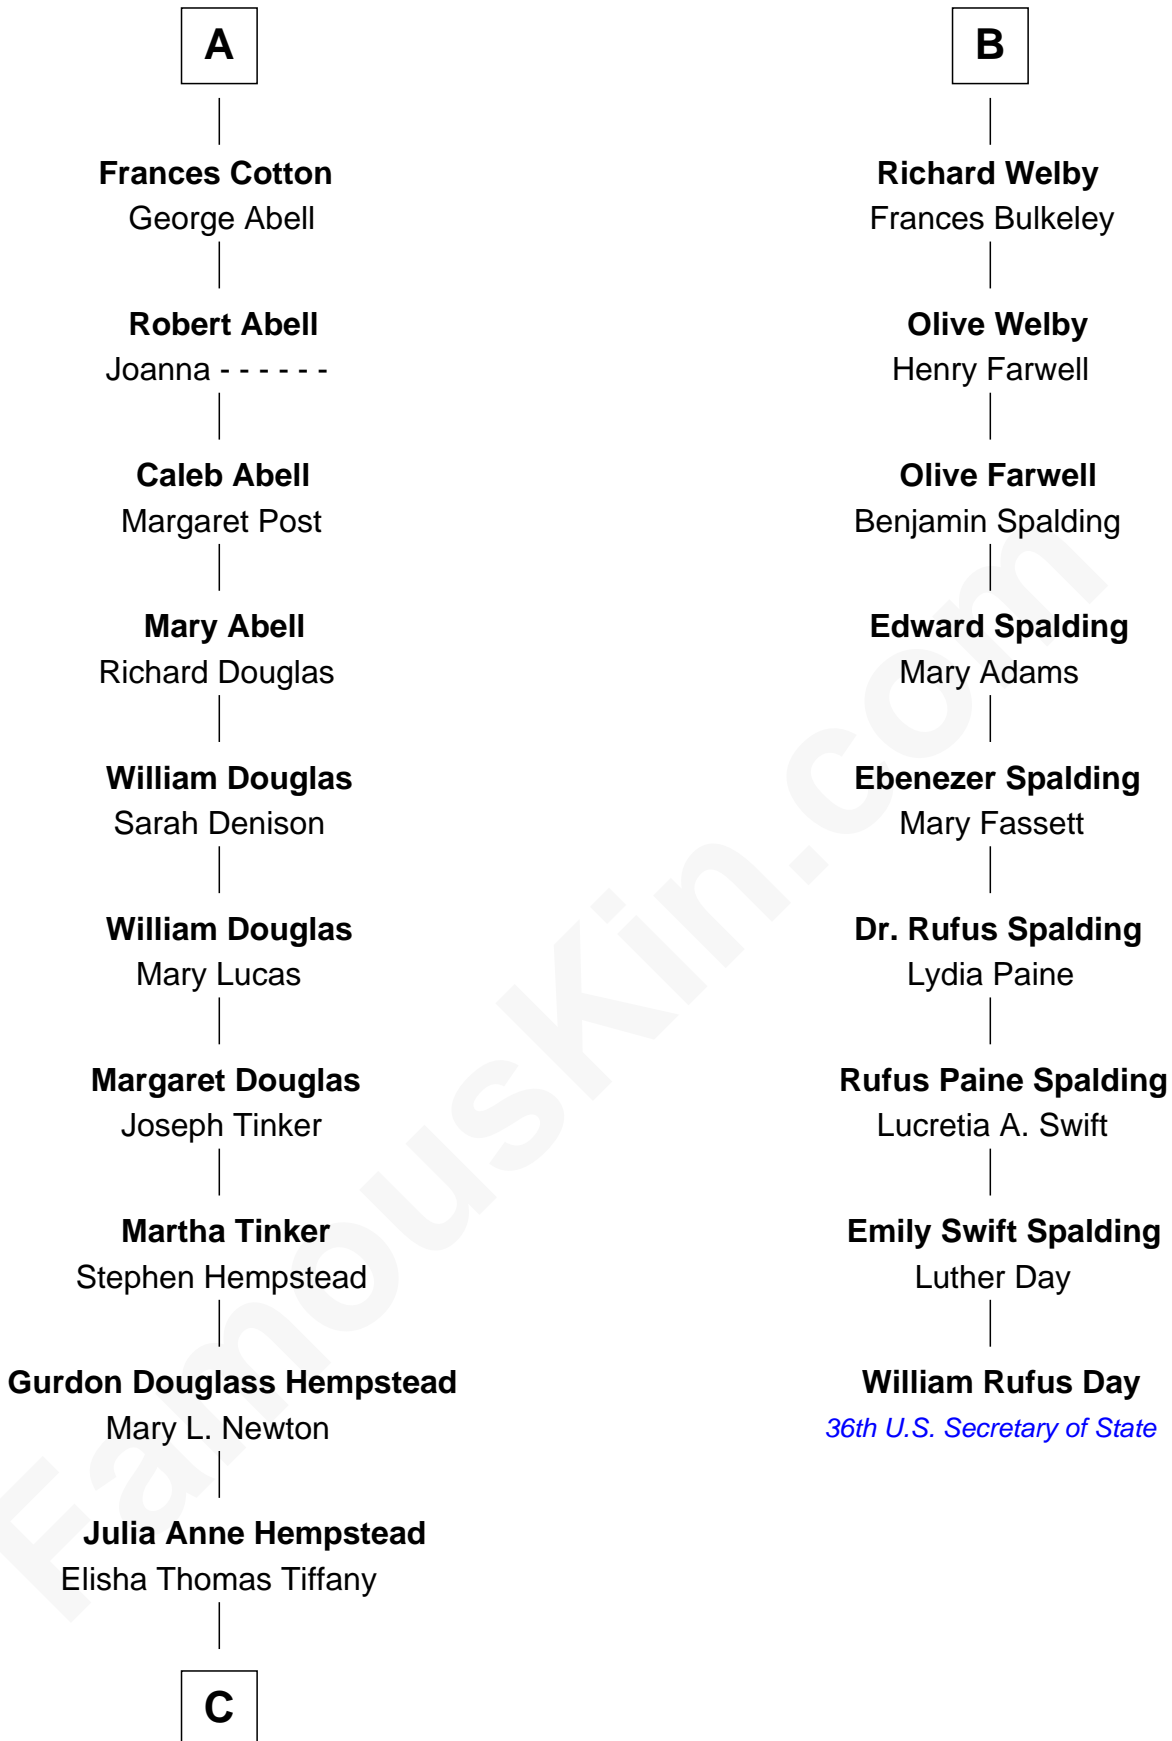 A
Frances Cotton
George Abell
Robert Abell
Joanna - - - - - -
Caleb Abell
Margaret Post
Mary Abell
Richard Douglas
William Douglas
Sarah Denison
William Douglas
Mary Lucas
Margaret Douglas
Joseph Tinker
Martha Tinker
Stephen Hempstead
Gurdon Douglass Hempstead
Mary L. Newton
Julia Anne Hempstead
Elisha Thomas Tiffany
C
B
Richard Welby
Frances Bulkeley
Olive Welby
Henry Farwell
Olive Farwell
Benjamin Spalding
Edward Spalding
Mary Adams
Ebenezer Spalding
Mary Fassett
Dr. Rufus Spalding
Lydia Paine
Rufus Paine Spalding
Lucretia A. Swift
Emily Swift Spalding
Luther Day
William Rufus Day
36th U.S. Secretary of State
FamousKin.com